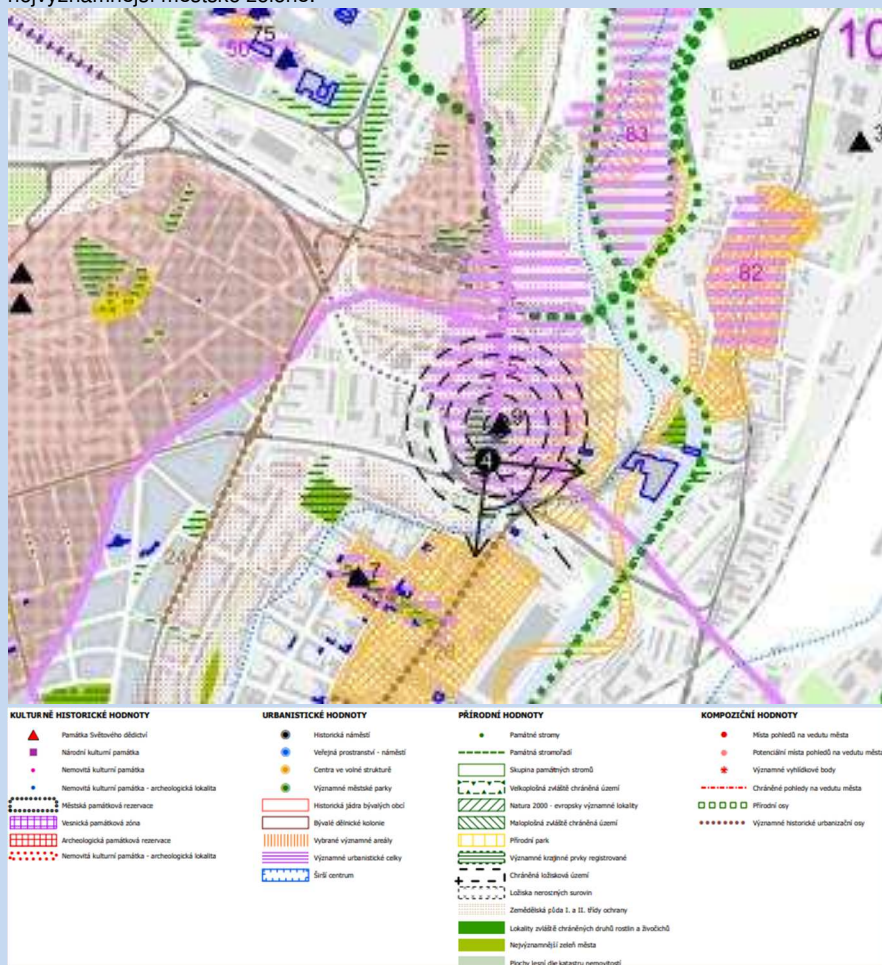 nejvýznamnější městské zeleně.
75
50
10
83
3
82
9
4
24
7
26
KULTURNĚ HISTORICKÉ HODNOTY
Památka Světového dědictví
Národní kulturní památka
Nemovitá kulturní památka
Nemovitá kulturní památka - archeologická lokalita
Městská památková rezervace
Vesnická památková zóna
Archeologická památková rezervace
Nemovitá kulturní památka - archeologická lokalita
URBANISTICKÉ HODNOTY
Historická náměstí
Veřejná prostranství - náměstí
Centra ve volné struktuře
Významné městské parky
Historická jádra bývalých obcí
Bývalé dělnické kolonie
Vybrané významné areály
Významné urbanistické celky
Širší centrum
PŘÍRODNÍ HODNOTY
Památné stromy
Památná stromořadí
Skupina památných stromů
Velkoplošná zvláště chráněná území
Natura 2000 - evropsky významné lokality
Maloplošná zvláště chráněná území
Přírodní park
Významné krajinné prvky registrované
Chráněná ložisková území
Ložiska nerostných surovin
Zemědělská půda I. a II. třídy ochrany
Lokality zvláště chráněných druhů rostlin a živočichů
Nejvýznamnější zeleň města
Plochy lesní dle katastru nemovitostí
KOMPOZIČNÍ HODNOTY
Místa pohledů na vedutu města
Potenciální místa pohledů na vedutu města
Významné vyhlídkové body
Chráněné pohledy na vedutu města
Přírodní osy
Významné historické urbanizační osy